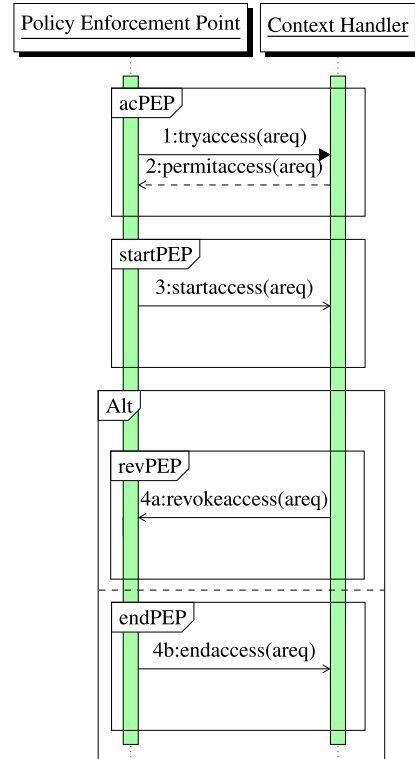 Policy Enforcement Point
Context Handler
acPEP
1:tryaccess(areq)
2:permitaccess(areq)
startPEP
3:startaccess(areq)
Alt
revPEP
4a:revokeaccess(areq)
endPEP
4b:endaccess(areq)